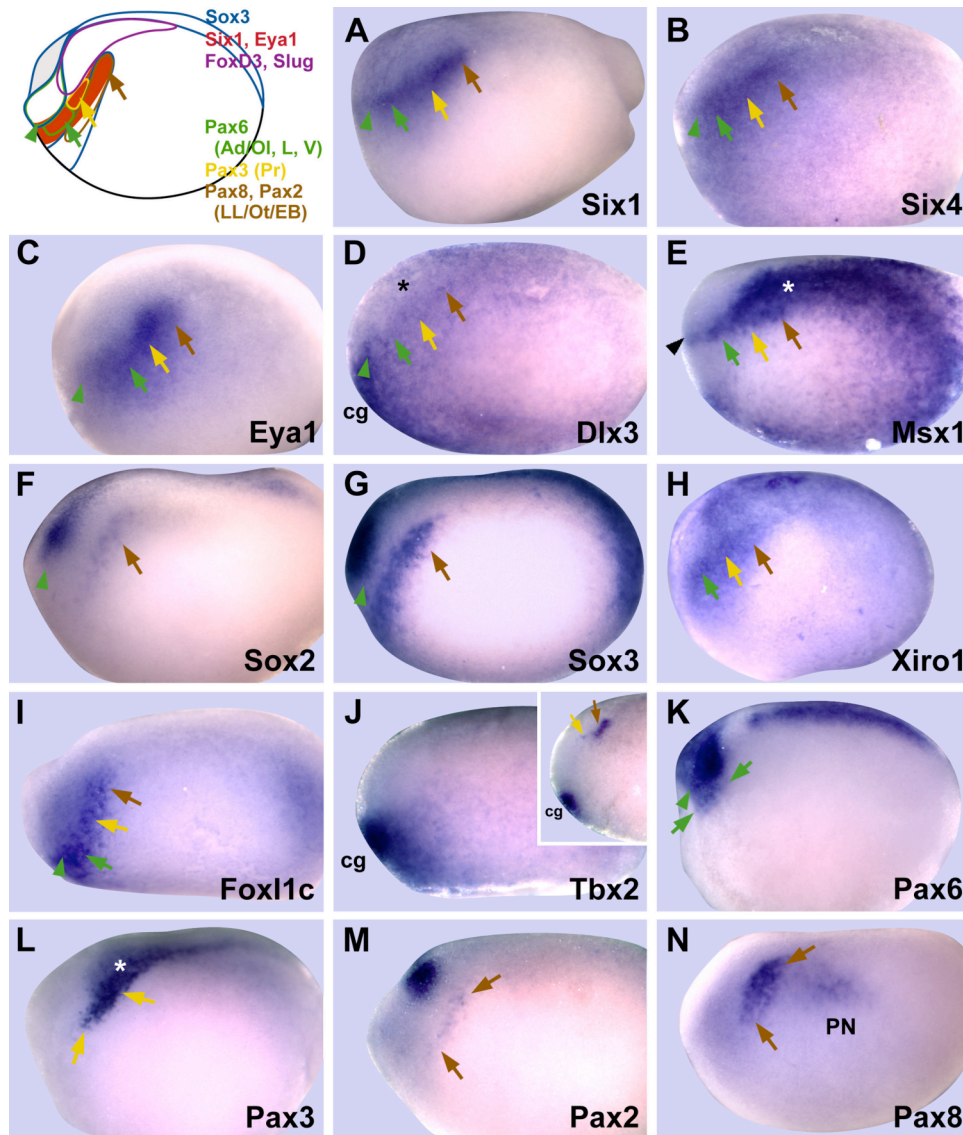 Sox3
Six1, Eya1
FoxD3, Slug
Pax6
(Ad/Ol, L, V)
Pax3 (Pr)
Pax8, Pax2
(LL/Ot/EB)
A
Six1
B
Six4
C
Eya1
D
*
cg
Dlx3
E
*
Msx1
F
Sox2
G
Sox3
H
Xiro1
I
FoxI1c
J
cg
cg
Tbx2
K
Pax6
L
*
Pax3
M
Pax2
N
PN
Pax8